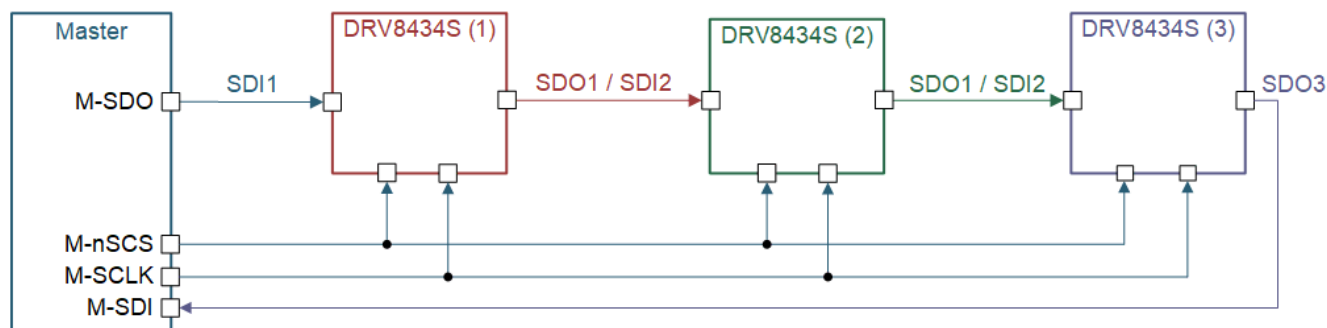 Master
DRV8434S (1)
DRV8434S (2)
DRV8434S (3)
M-SDO
SDI1
SDO1 / SDI2
SDO1 / SDI2
SDO3
M-nSCS
M-SCLK
M-SDI